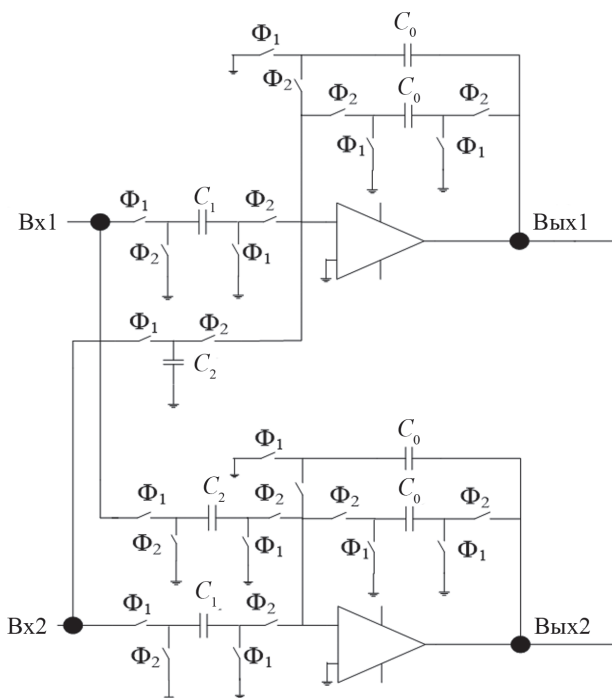 Φ₁ C₀
Φ₂ C₀
Φ₂ Φ₂
Φ₁ Φ₁
Φ₁ C₁ Φ₂
Вх1 Вых1
Φ₂ Φ₁
Φ₁ Φ₂
C₂
Φ₁ C₀
Φ₁ C₂ Φ₂ Φ₂ C₀ Φ₂
Φ₂ Φ₁ Φ₁ Φ₁
Φ₁ C₁ Φ₂
Вх2 Вых2
Φ₂ Φ₁